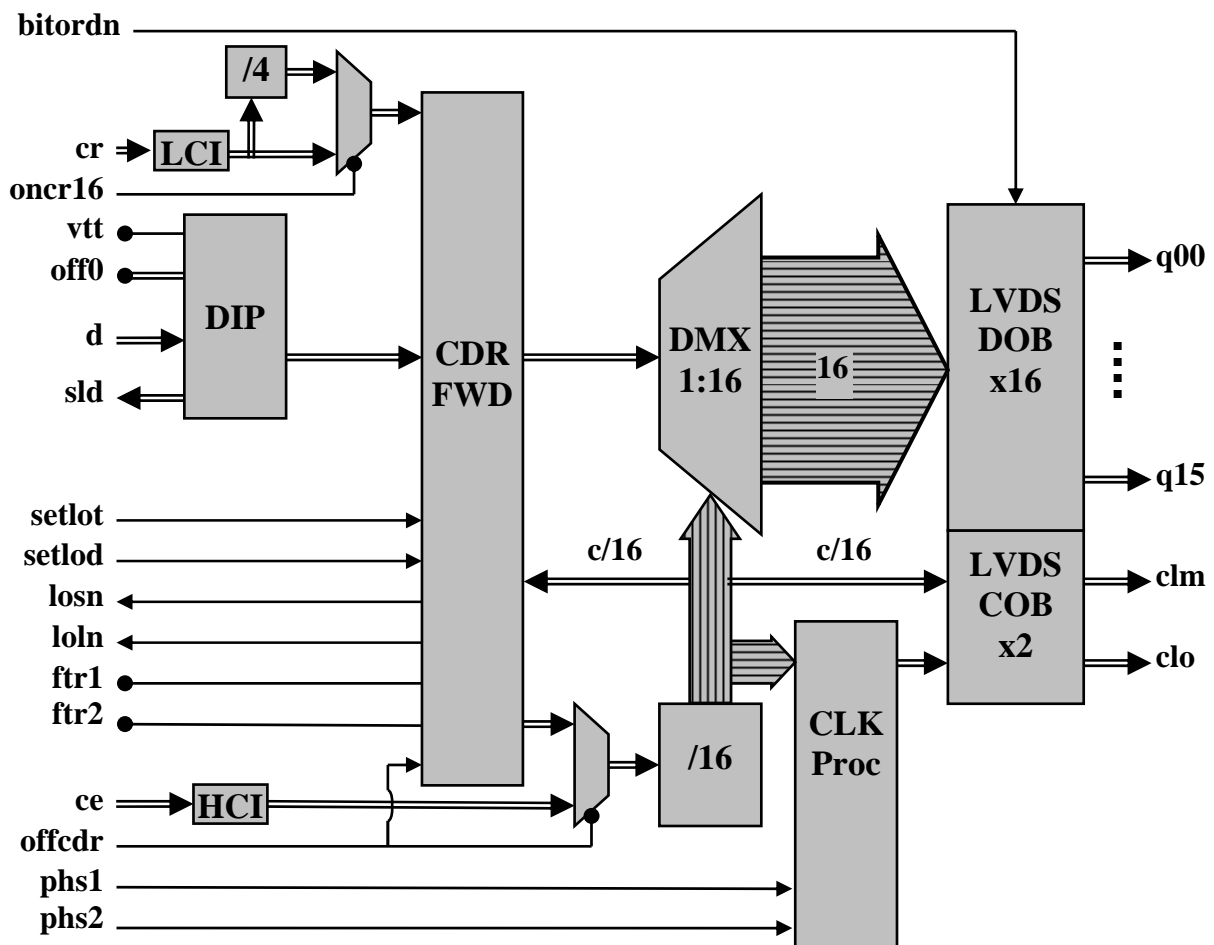 bitordn
/4
cr
LCI
oncr16
vtt
off0
d
sld
DIP
CDR
FWD
DMX
1:16
16
LVDS
DOB
x16
q00
q15
setlot
setlod
losn
loln
ftr1
ftr2
c/16
c/16
LVDS
COB
x2
clm
clo
/16
CLK
Proc
ce
HCI
offcdr
phs1
phs2